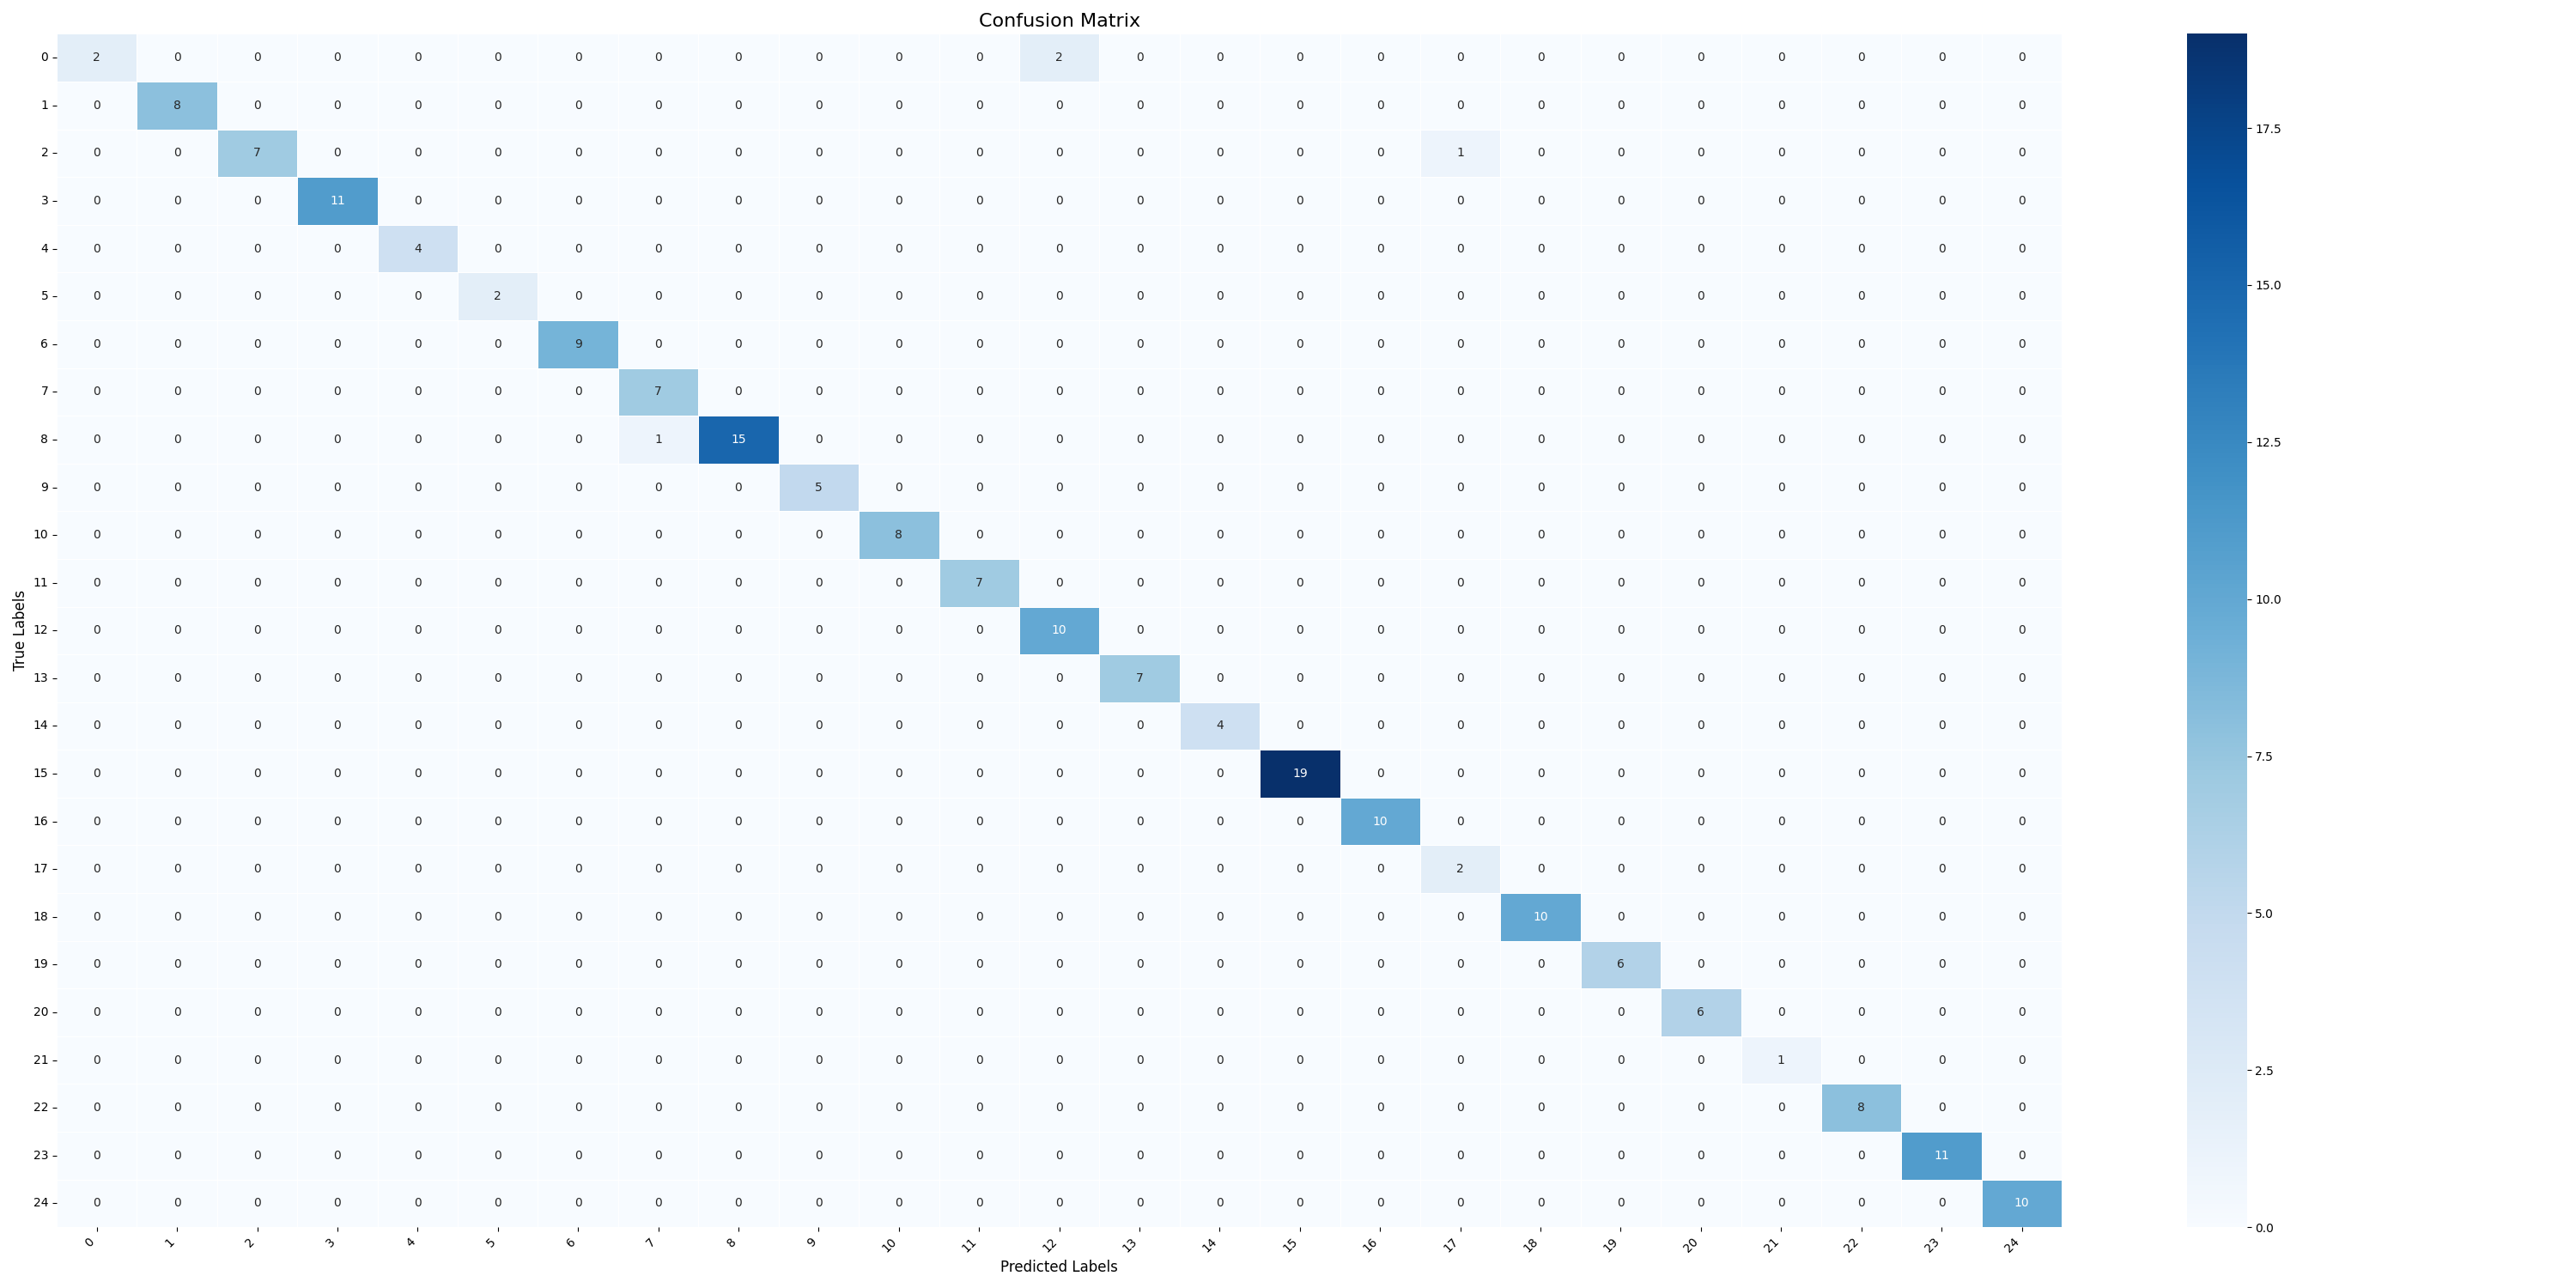 Confusion Matrix
0 2 0 0 0 0 0 0 0 0 0 0 0 2 0 0 0 0 0 0 0 0 0 0 0 0
1 0 8 0 0 0 0 0 0 0 0 0 0 0 0 0 0 0 0 0 0 0 0 0 0 0
2 0 0 7 0 0 0 0 0 0 0 0 0 0 0 0 0 0 1 0 0 0 0 0 0 0
3 0 0 0 11 0 0 0 0 0 0 0 0 0 0 0 0 0 0 0 0 0 0 0 0 0
4 0 0 0 0 4 0 0 0 0 0 0 0 0 0 0 0 0 0 0 0 0 0 0 0 0
5 0 0 0 0 0 2 0 0 0 0 0 0 0 0 0 0 0 0 0 0 0 0 0 0 0
6 0 0 0 0 0 0 9 0 0 0 0 0 0 0 0 0 0 0 0 0 0 0 0 0 0
7 0 0 0 0 0 0 0 7 0 0 0 0 0 0 0 0 0 0 0 0 0 0 0 0 0
8 0 0 0 0 0 0 0 1 15 0 0 0 0 0 0 0 0 0 0 0 0 0 0 0 0
9 0 0 0 0 0 0 0 0 0 5 0 0 0 0 0 0 0 0 0 0 0 0 0 0 0
10 0 0 0 0 0 0 0 0 0 0 8 0 0 0 0 0 0 0 0 0 0 0 0 0 0
11 0 0 0 0 0 0 0 0 0 0 0 7 0 0 0 0 0 0 0 0 0 0 0 0 0
12 0 0 0 0 0 0 0 0 0 0 0 0 10 0 0 0 0 0 0 0 0 0 0 0 0
13 0 0 0 0 0 0 0 0 0 0 0 0 0 7 0 0 0 0 0 0 0 0 0 0 0
14 0 0 0 0 0 0 0 0 0 0 0 0 0 0 4 0 0 0 0 0 0 0 0 0 0
15 0 0 0 0 0 0 0 0 0 0 0 0 0 0 0 19 0 0 0 0 0 0 0 0 0
16 0 0 0 0 0 0 0 0 0 0 0 0 0 0 0 0 10 0 0 0 0 0 0 0 0
17 0 0 0 0 0 0 0 0 0 0 0 0 0 0 0 0 0 2 0 0 0 0 0 0 0
18 0 0 0 0 0 0 0 0 0 0 0 0 0 0 0 0 0 0 10 0 0 0 0 0 0
19 0 0 0 0 0 0 0 0 0 0 0 0 0 0 0 0 0 0 0 6 0 0 0 0 0
20 0 0 0 0 0 0 0 0 0 0 0 0 0 0 0 0 0 0 0 0 6 0 0 0 0
21 0 0 0 0 0 0 0 0 0 0 0 0 0 0 0 0 0 0 0 0 0 1 0 0 0
22 0 0 0 0 0 0 0 0 0 0 0 0 0 0 0 0 0 0 0 0 0 0 8 0 0
23 0 0 0 0 0 0 0 0 0 0 0 0 0 0 0 0 0 0 0 0 0 0 0 11 0
24 0 0 0 0 0 0 0 0 0 0 0 0 0 0 0 0 0 0 0 0 0 0 0 0 10
0 1 2 3 4 5 6 7 8 9 10 11 12 13 14 15 16 17 18 19 20 21 22 23 24
Predicted Labels
True Labels
17.5
15.0
12.5
10.0
7.5
5.0
2.5
0.0